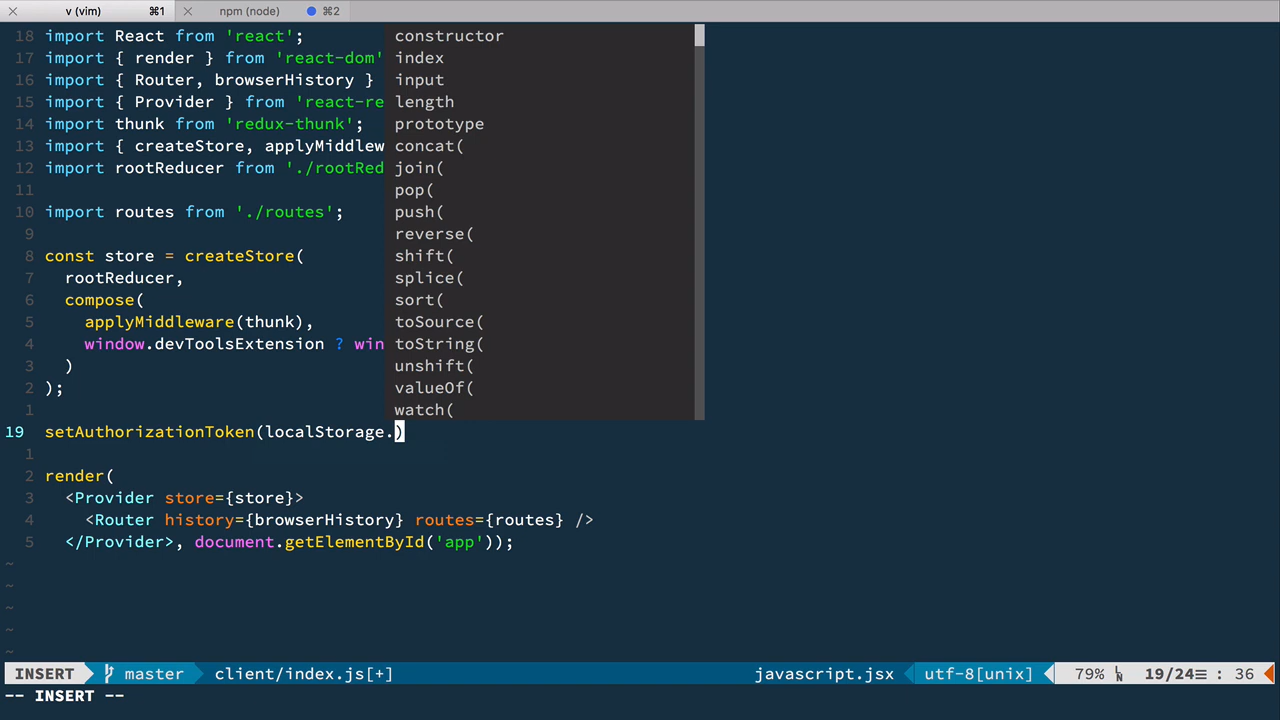 v (vim) ⌘1 npm (node) ⌘2
18 import React from 'react'; constructor
17 import { render } from 'react-dom' index
16 import { Router, browserHistory } input
15 import { Provider } from 'react-re length
14 import thunk from 'redux-thunk'; prototype
13 import { createStore, applyMiddlew concat(
12 import rootReducer from './rootRed join(
11 pop(
10 import routes from './routes'; push(
9 reverse(
8 const store = createStore( shift(
7 rootReducer, splice(
6 compose( sort(
5 applyMiddleware(thunk), toSource(
4 window.devToolsExtension ? win toString(
3 ) unshift(
2 ); valueOf(
1 watch(
19 setAuthorizationToken(localStorage.)
1
2 render(
3 <Provider store={store}>
4 <Router history={browserHistory} routes={routes} />
5 </Provider>, document.getElementById('app'));
~
~
~
~
~
INSERT master client/index.js[+] javascript.jsx utf-8[unix] 79% LN 19/24≡ : 36
-- INSERT --